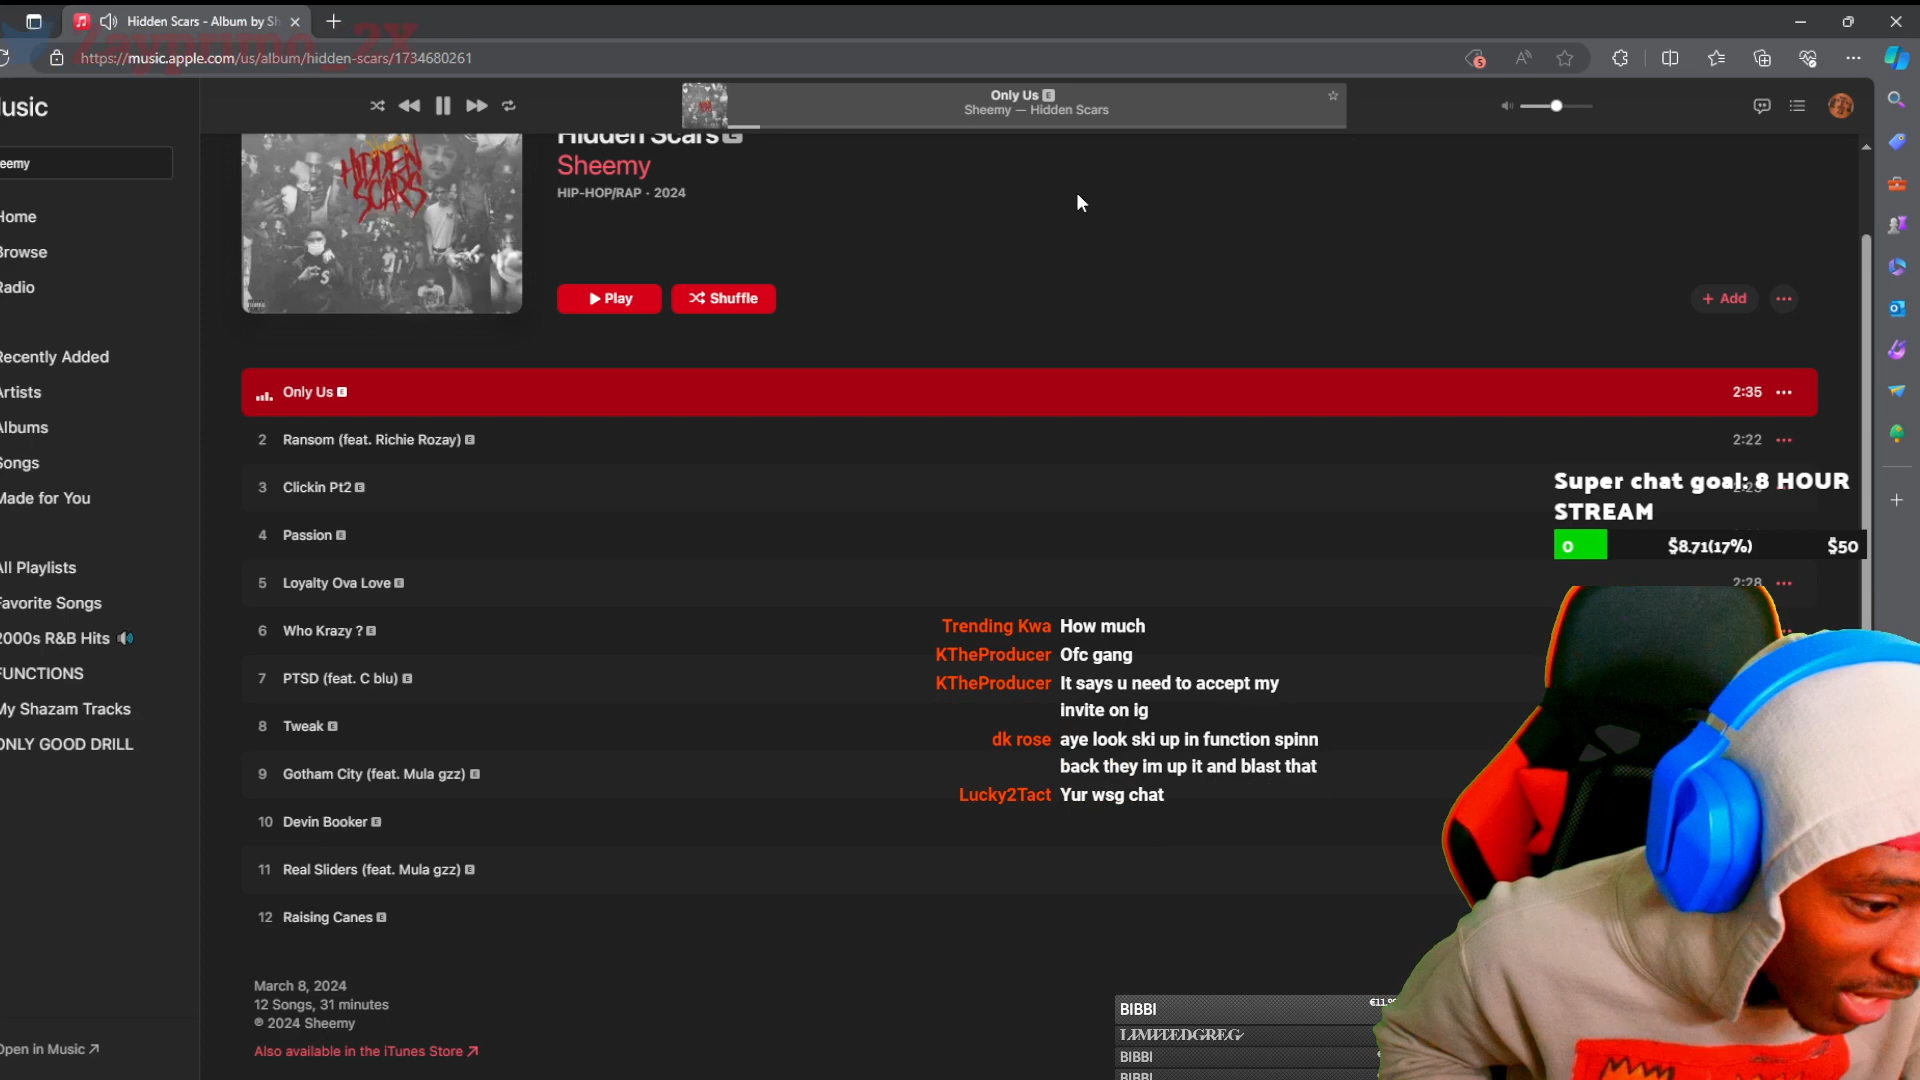 Hidden Scars - Album by Sh
2ayprimo_2X
https://music.apple.com/us/album/hidden-scars/1734680261
5
usic
Only Us E
Sheemy — Hidden Scars
eemy
Home
Browse
Radio
Recently Added
Artists
Albums
Songs
Made for You
All Playlists
Favorite Songs
2000s R&B Hits
FUNCTIONS
My Shazam Tracks
ONLY GOOD DRILL
Open in Music
HIDDEN SCARS
Hidden Scars E
Sheemy
HIP-HOP/RAP · 2024
Play
Shuffle
+ Add
Only Us E 2:35
2 Ransom (feat. Richie Rozay) E 2:22
3 Clickin Pt2 E
4 Passion E
5 Loyalty Ova Love E 2:28
6 Who Krazy ? E
7 PTSD (feat. C blu) E
8 Tweak E
9 Gotham City (feat. Mula gzz) E
10 Devin Booker E
11 Real Sliders (feat. Mula gzz) E
12 Raising Canes E
March 8, 2024
12 Songs, 31 minutes
℗ 2024 Sheemy
Also available in the iTunes Store
Super chat goal: 8 HOUR
STREAM
0 $8.71(17%) $50
Trending Kwa How much
KTheProducer Ofc gang
KTheProducer It says u need to accept my
invite on ig
dk rose aye look ski up in function spinn
back they im up it and blast that
Lucky2Tact Yur wsg chat
BIBBI
LIMITEDGREG
BIBBI
BIBBI